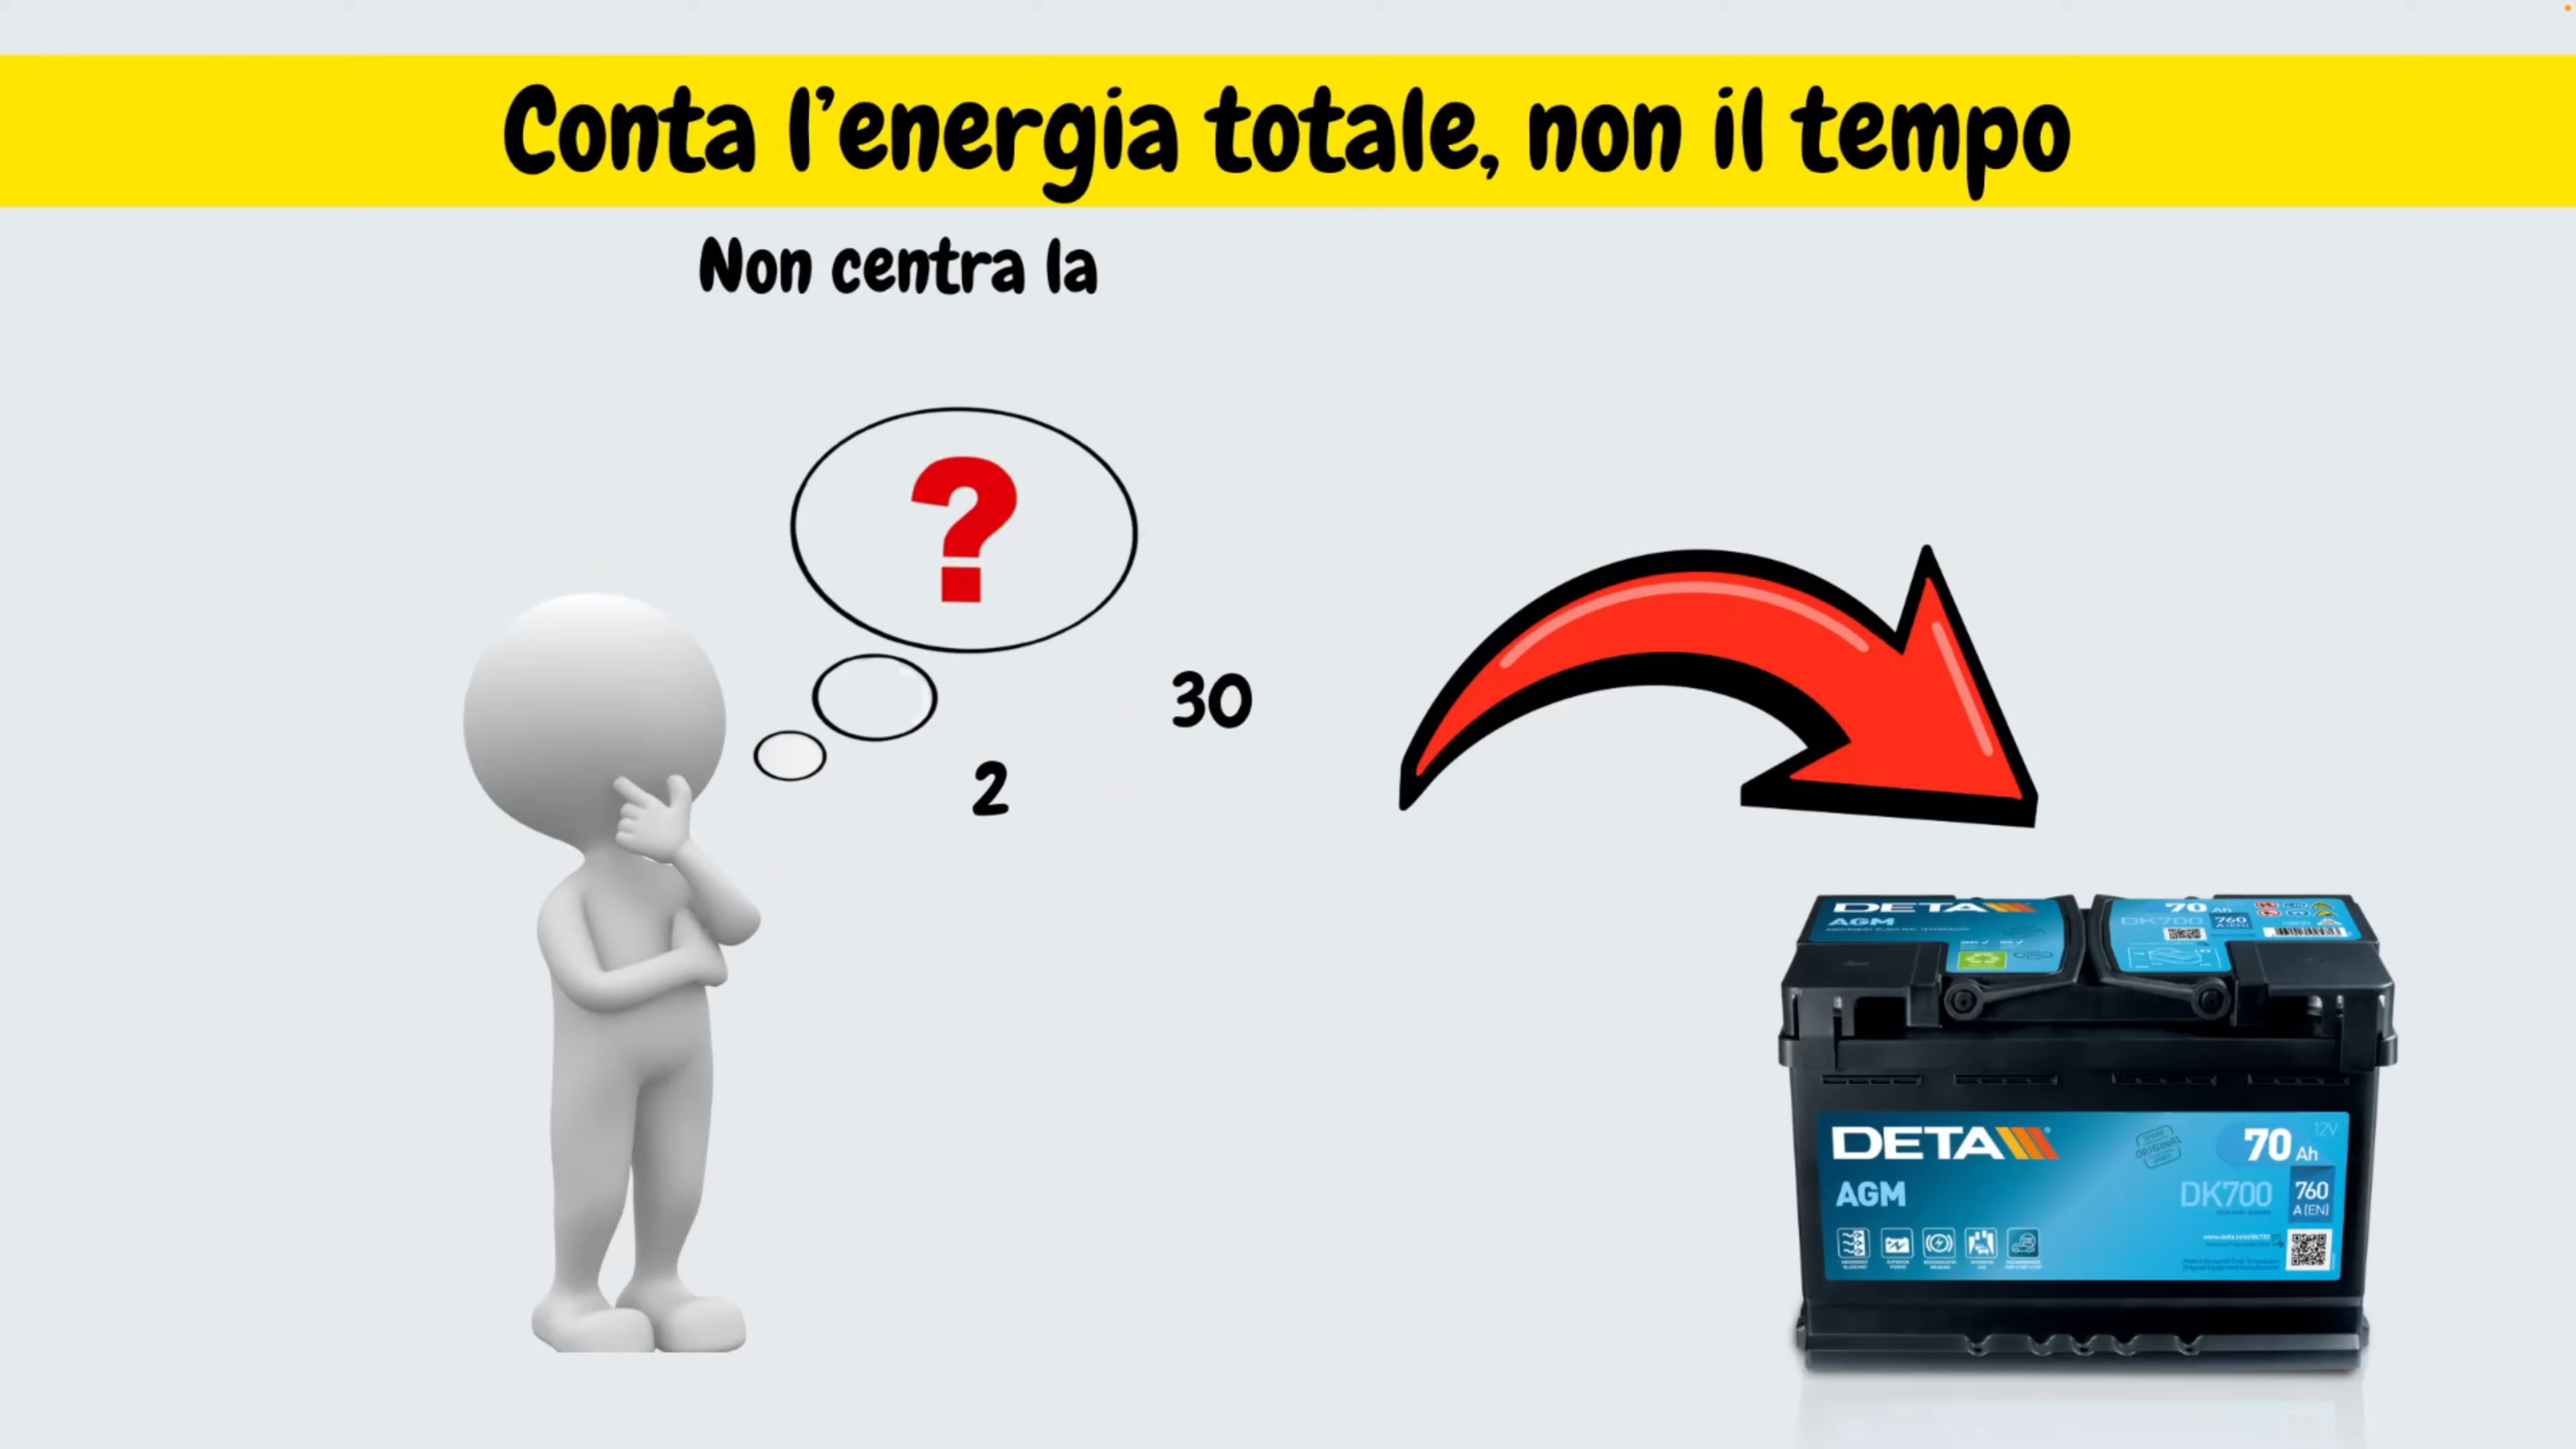 Conta l’energia totale, non il tempo
Non centra la
?
30
2
DETA
AGM
70 Ah
DK700
760
A (EN)
DETA
AGM
12V
70 Ah
DK700
760
A (EN)
ORIGINAL